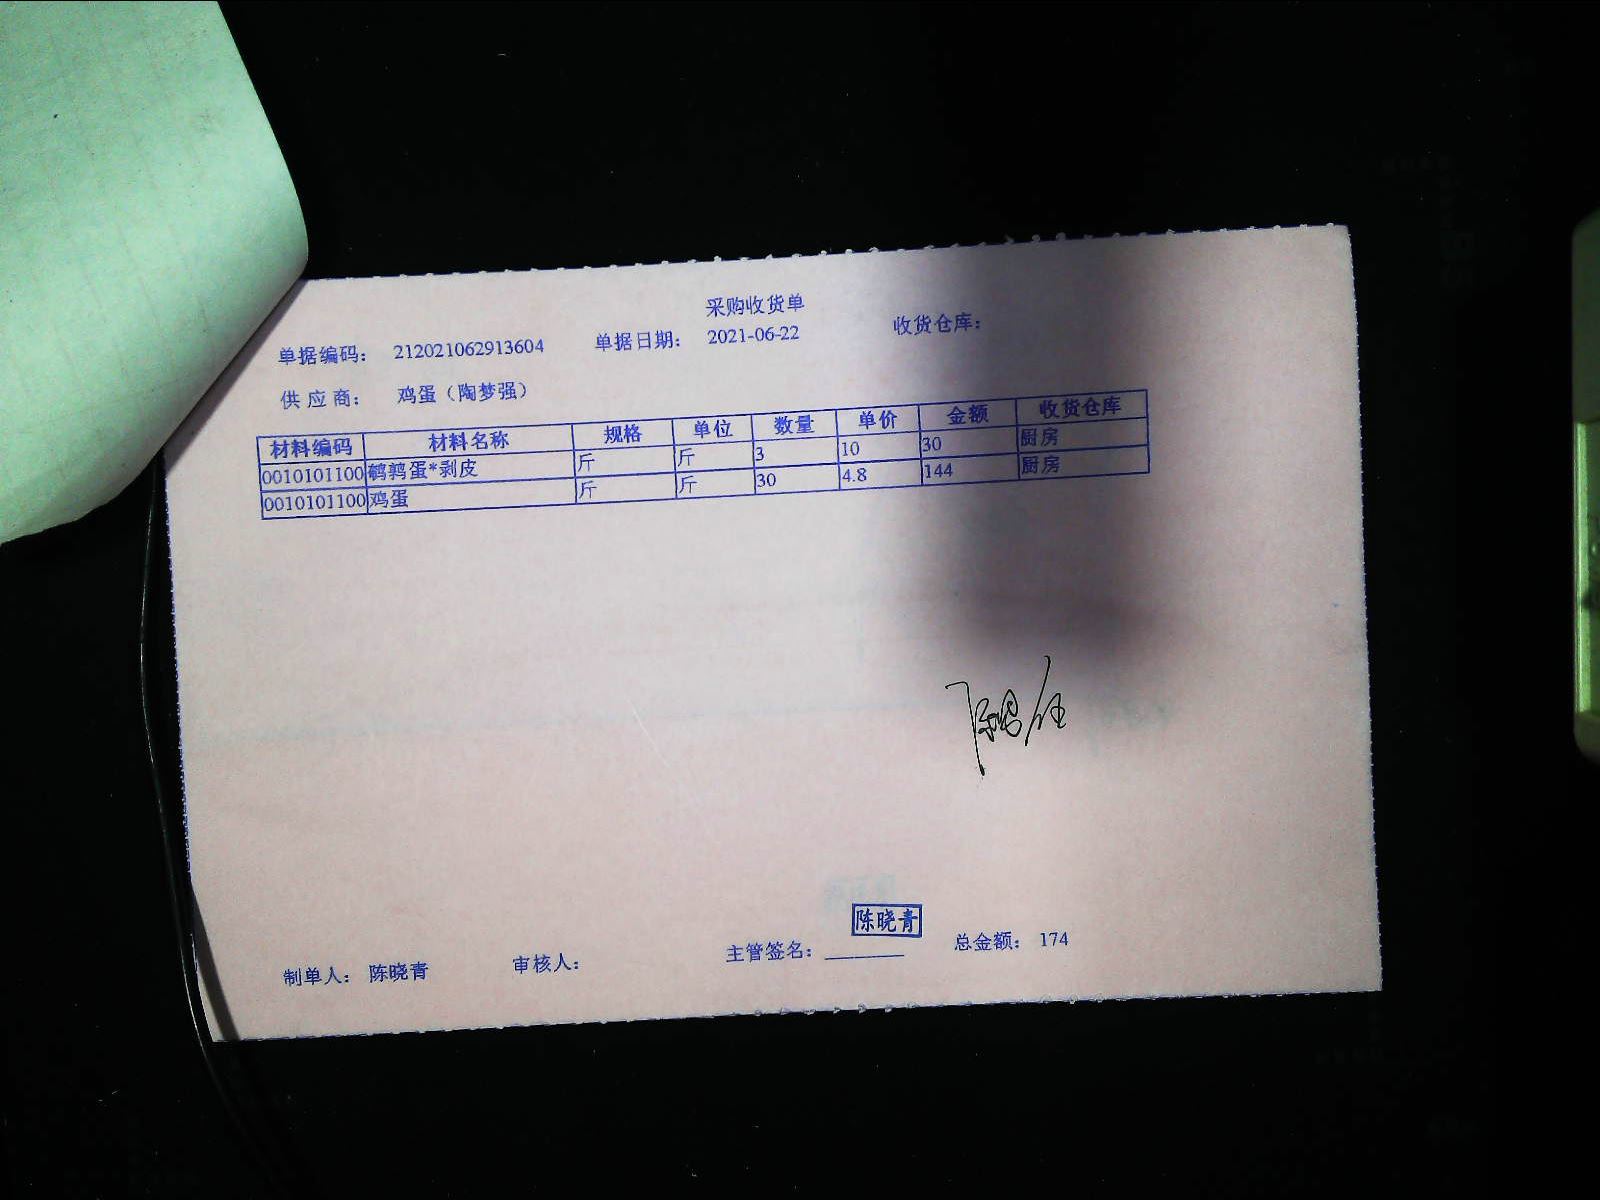 采购收货单
单据编码： 212021062913604 单据日期： 2021-06-22 收货仓库：
供应商： 鸡蛋（陶梦强）
材料编码 材料名称 规格 单位 数量 单价 金额 收货仓库
0010101100 鹌鹑蛋*剥皮 斤 斤 3 10 30 厨房
0010101100 鸡蛋 斤 斤 30 4.8 144 厨房
陈晓青
制单人： 陈晓青 审核人： 主管签名： 总金额： 174